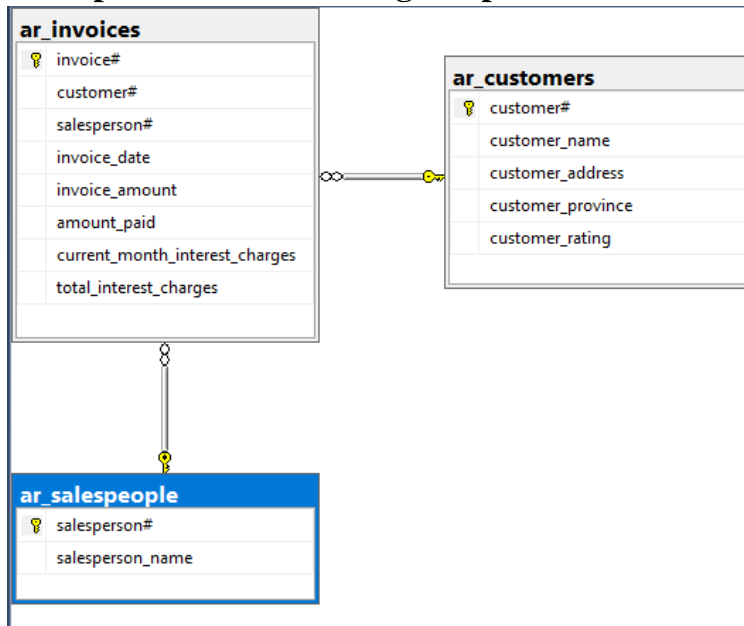 ar_invoices
invoice#
customer#
salesperson#
invoice_date
invoice_amount
amount_paid
current_month_interest_charges
total_interest_charges
ar_customers
customer#
customer_name
customer_address
customer_province
customer_rating
ar_salespeople
salesperson#
salesperson_name